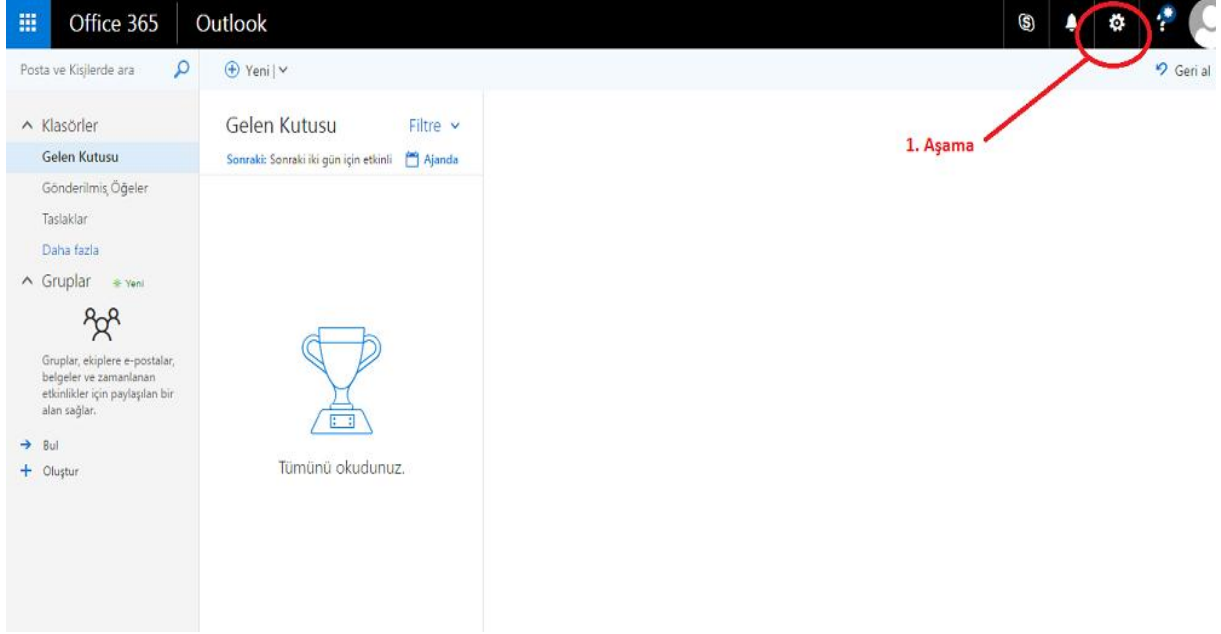 Office 365
Outlook
Posta ve Kişilerde ara
Yeni
Geri al
Klasörler
Gelen Kutusu
Gönderilmiş Öğeler
Taslaklar
Daha fazla
Gruplar
Yeni
Gruplar, ekiplere e-postalar,
belgeler ve zamanlanan
etkinlikler için paylaşılan bir
alan sağlar.
Bul
Oluştur
Gelen Kutusu
Filtre
Sonraki: Sonraki iki gün için etkinli
Ajanda
Tümünü okudunuz.
1. Aşama